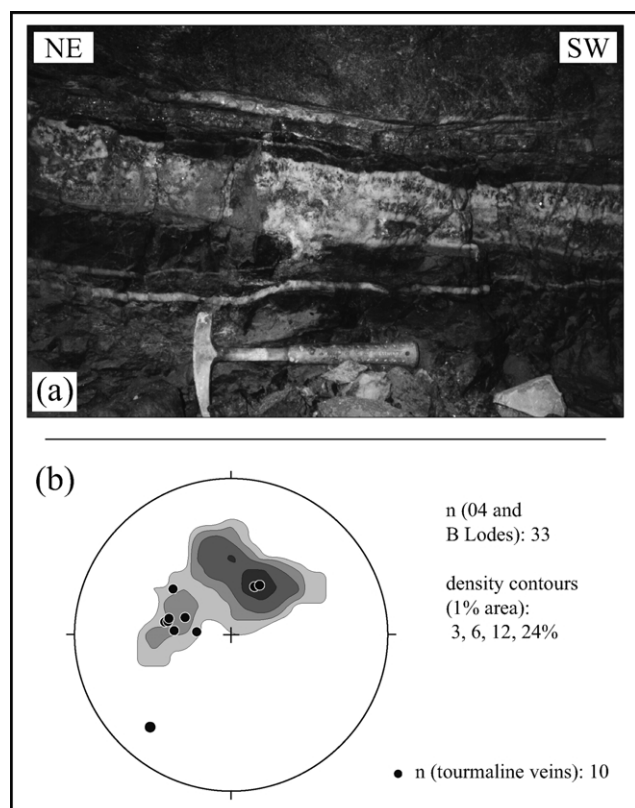 NE
SW
(a)
(b)
n (04 and
B Lodes): 33
density contours
(1% area):
3, 6, 12, 24%
n (tourmaline veins): 10